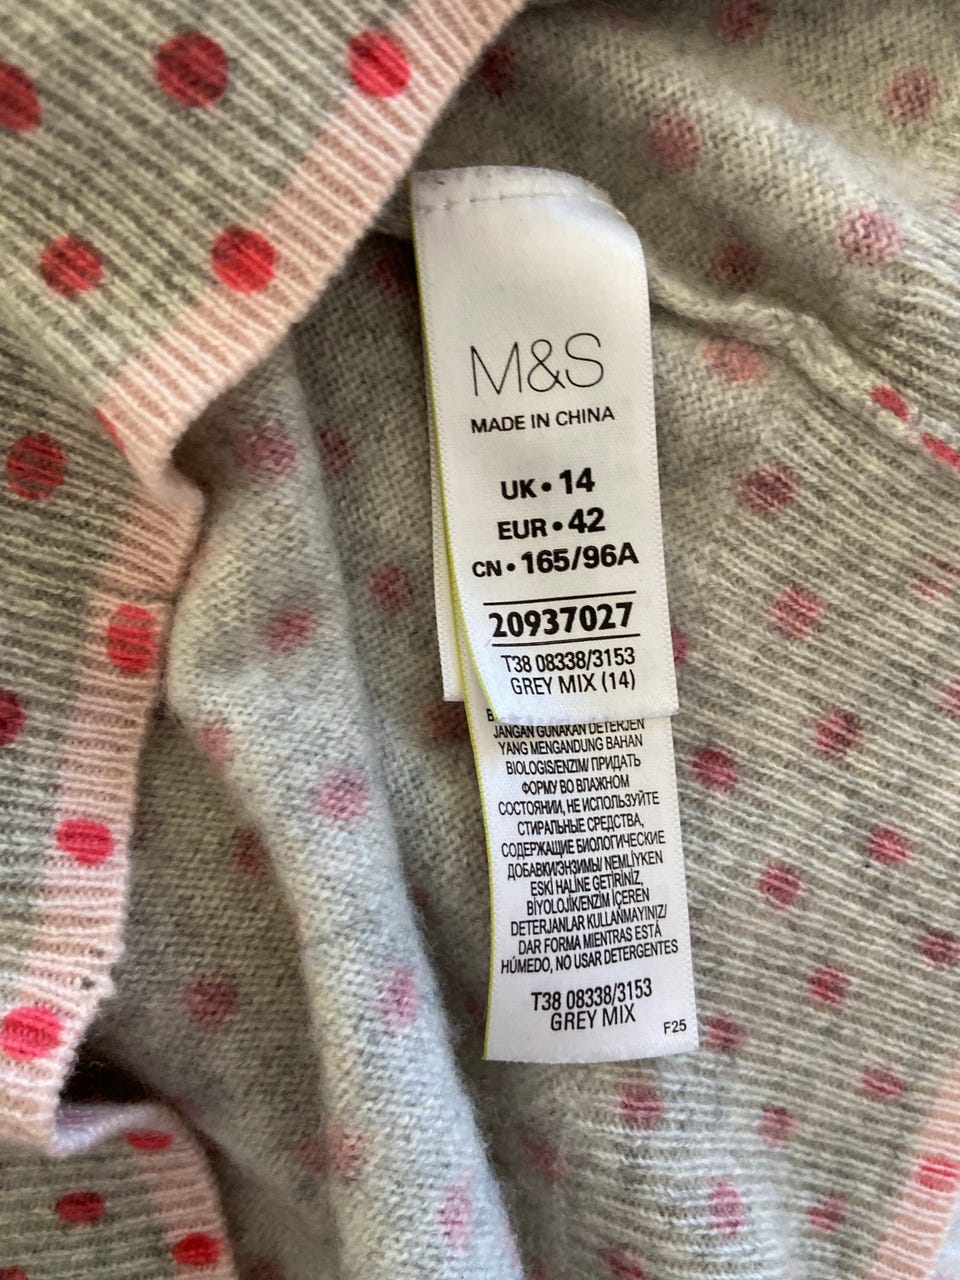 M&S
MADE IN CHINA
UK • 14
EUR • 42
CN • 165/96A
20937027
T38 08338/3153
GREY MIX (14)
JANGAN GUNAKAN DETERJEN
YANG MENGANDUNG BAHAN
BIOLOGIS/ENZIM/ ПРИДАТЬ
ФОРМУ ВО ВЛАЖНОМ
СОСТОЯНИИ, НЕ ИСПОЛЬЗУЙТЕ
СТИРАЛЬНЫЕ СРЕДСТВА,
СОДЕРЖАЩИЕ БИОЛОГИЧЕСКИЕ
ДОБАВКИ/ЭНЗИМЫ/ NEMLİYKEN
ESKİ HALİNE GETİRİNİZ,
BİYOLOJİK/ENZİM İÇEREN
DETERJANLAR KULLANMAYINIZ/
DAR FORMA MIENTRAS ESTÁ
HÚMEDO, NO USAR DETERGENTES
T38 08338/3153
GREY MIX
F25